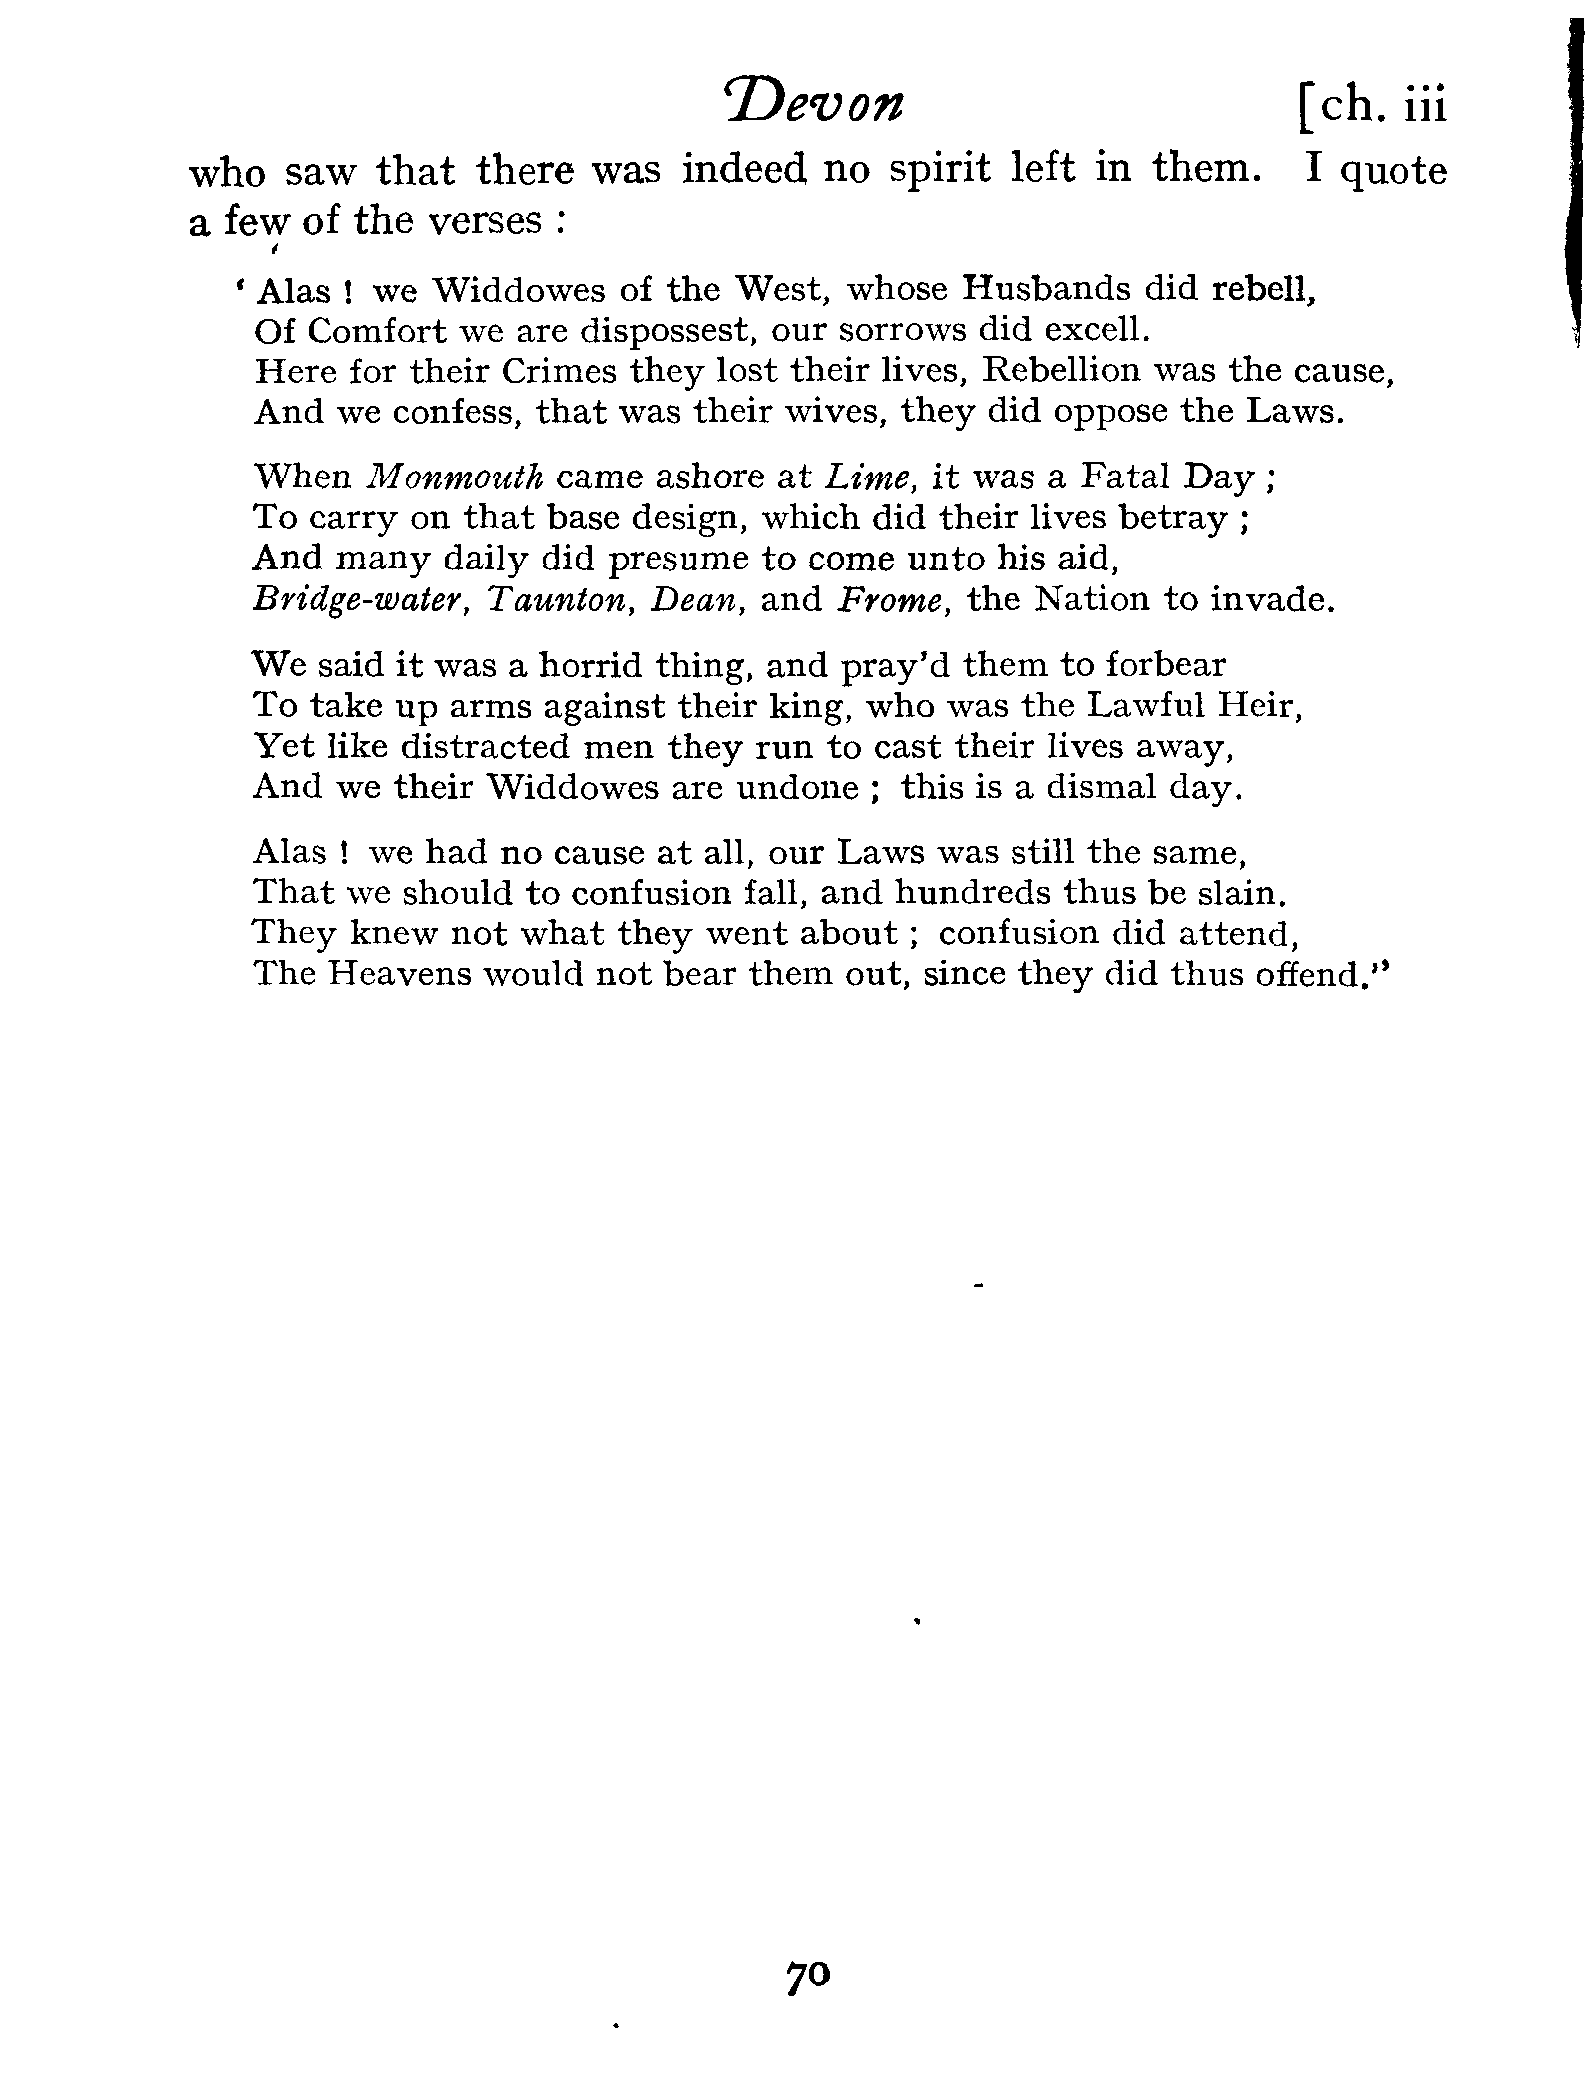 Devon [ch. iii
who saw that there was indeed no spirit left in them. I quote
a few of the verses :
‘ Alas ! we Widdowes of the West, whose Husbands did rebell,
Of Comfort we are dispossest, our sorrows did excell.
Here for their Crimes they lost their lives, Rebellion was the cause,
And we confess, that was their wives, they did oppose the Laws.
When Monmouth came ashore at Lime, it was a Fatal Day ;
To carry on that base design, which did their lives betray ;
And many daily did presume to come unto his aid,
Bridge-water, Taunton, Dean, and Frome, the Nation to invade.
We said it was a horrid thing, and pray’d them to forbear
To take up arms against their king, who was the Lawful Heir,
Yet like distracted men they run to cast their lives away,
And we their Widdowes are undone ; this is a dismal day.
Alas ! we had no cause at all, our Laws was still the same,
That we should to confusion fall, and hundreds thus be slain.
They knew not what they went about ; confusion did attend,
The Heavens would not bear them out, since they did thus offend.’’
70